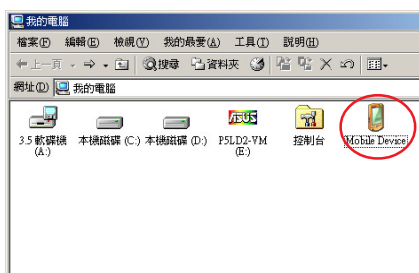 我的電腦
檔案(F) 編輯(E) 檢視(V) 我的最愛(A) 工具(T) 說明(H)
上一頁 搜尋 資料夾
網址(D) 我的電腦
ASUS
3.5 軟碟機 (A:)
本機磁碟 (C:)
本機磁碟 (D:)
P5LD2-VM (E:)
控制台
Mobile Device